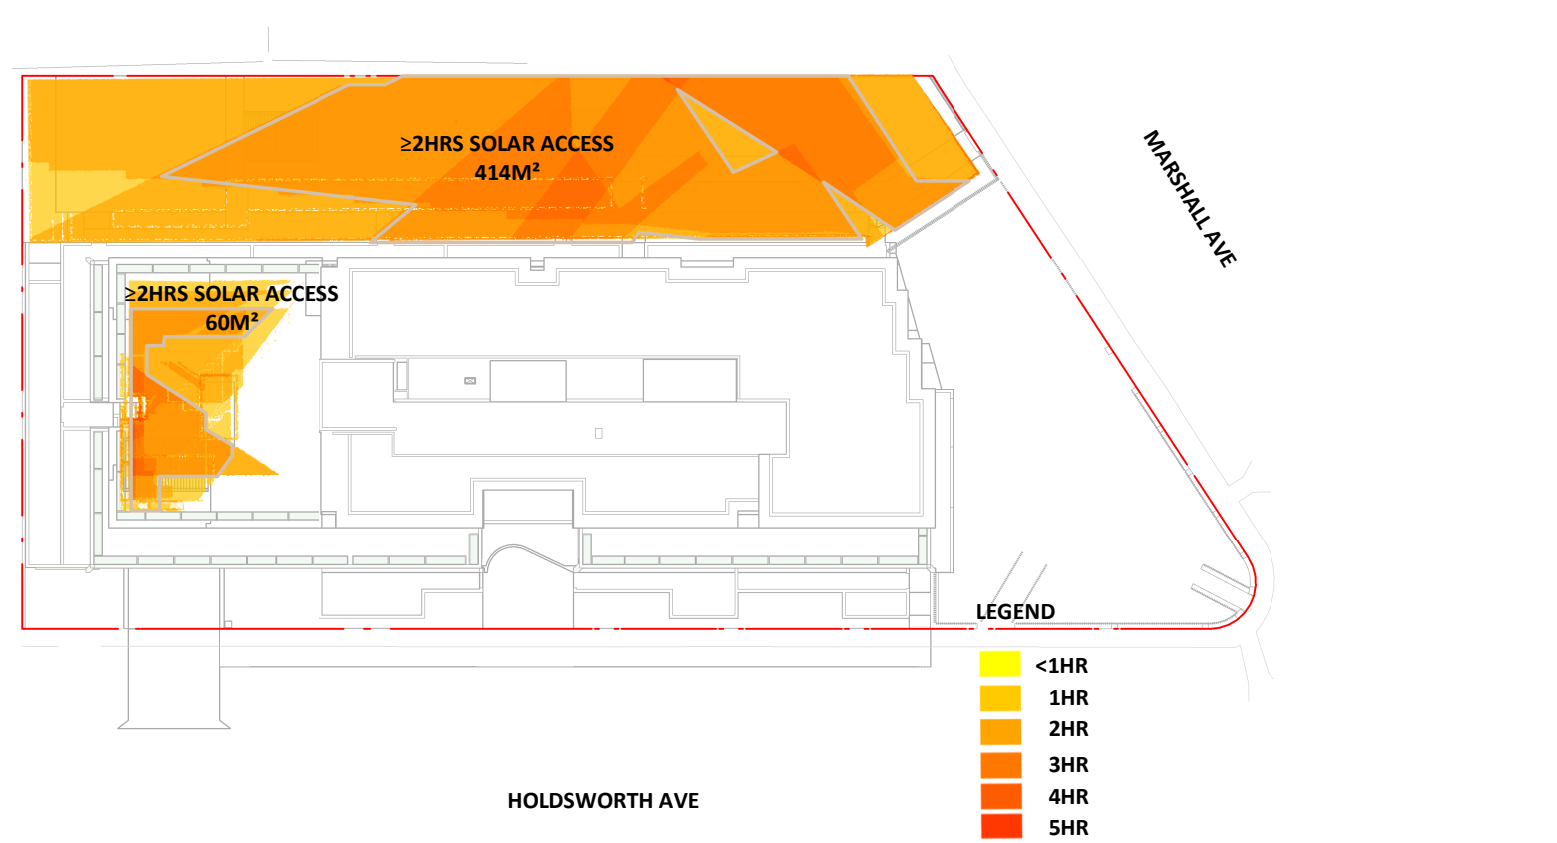 ≥2HRS SOLAR ACCESS
414M²
MARSHALL AVE
≥2HRS SOLAR ACCESS
60M²
LEGEND
<1HR
1HR
2HR
3HR
4HR
5HR
HOLDSWORTH AVE